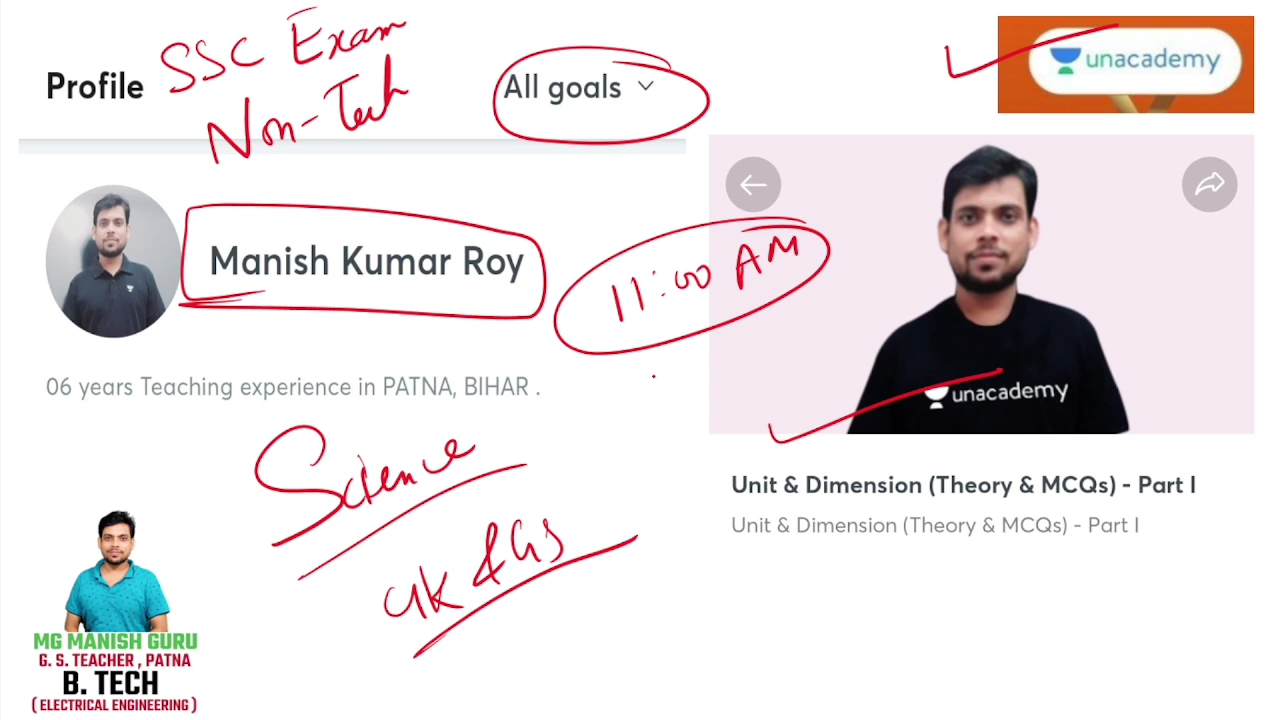 SSC Exam
Non-Tech
Profile
All goals
unacademy
Manish Kumar Roy
11:00 AM
06 years Teaching experience in PATNA, BIHAR .
unacademy
Science
GK & GS
Unit & Dimension (Theory & MCQs) - Part I
Unit & Dimension (Theory & MCQs) - Part I
MG MANISH GURU
G. S. TEACHER , PATNA
B. TECH
( ELECTRICAL ENGINEERING )